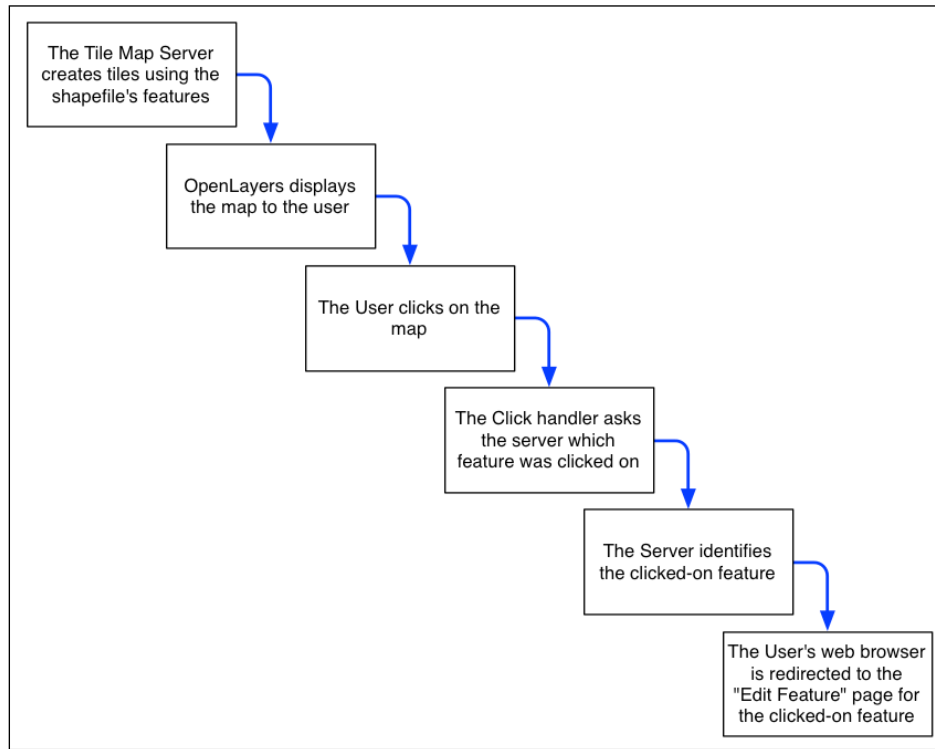 The Tile Map Server
creates tiles using the
shapefile's features
OpenLayers displays
the map to the user
The User clicks on the
map
The Click handler asks
the server which
feature was clicked on
The Server identifies
the clicked-on feature
The User's web browser
is redirected to the
"Edit Feature" page for
the clicked-on feature